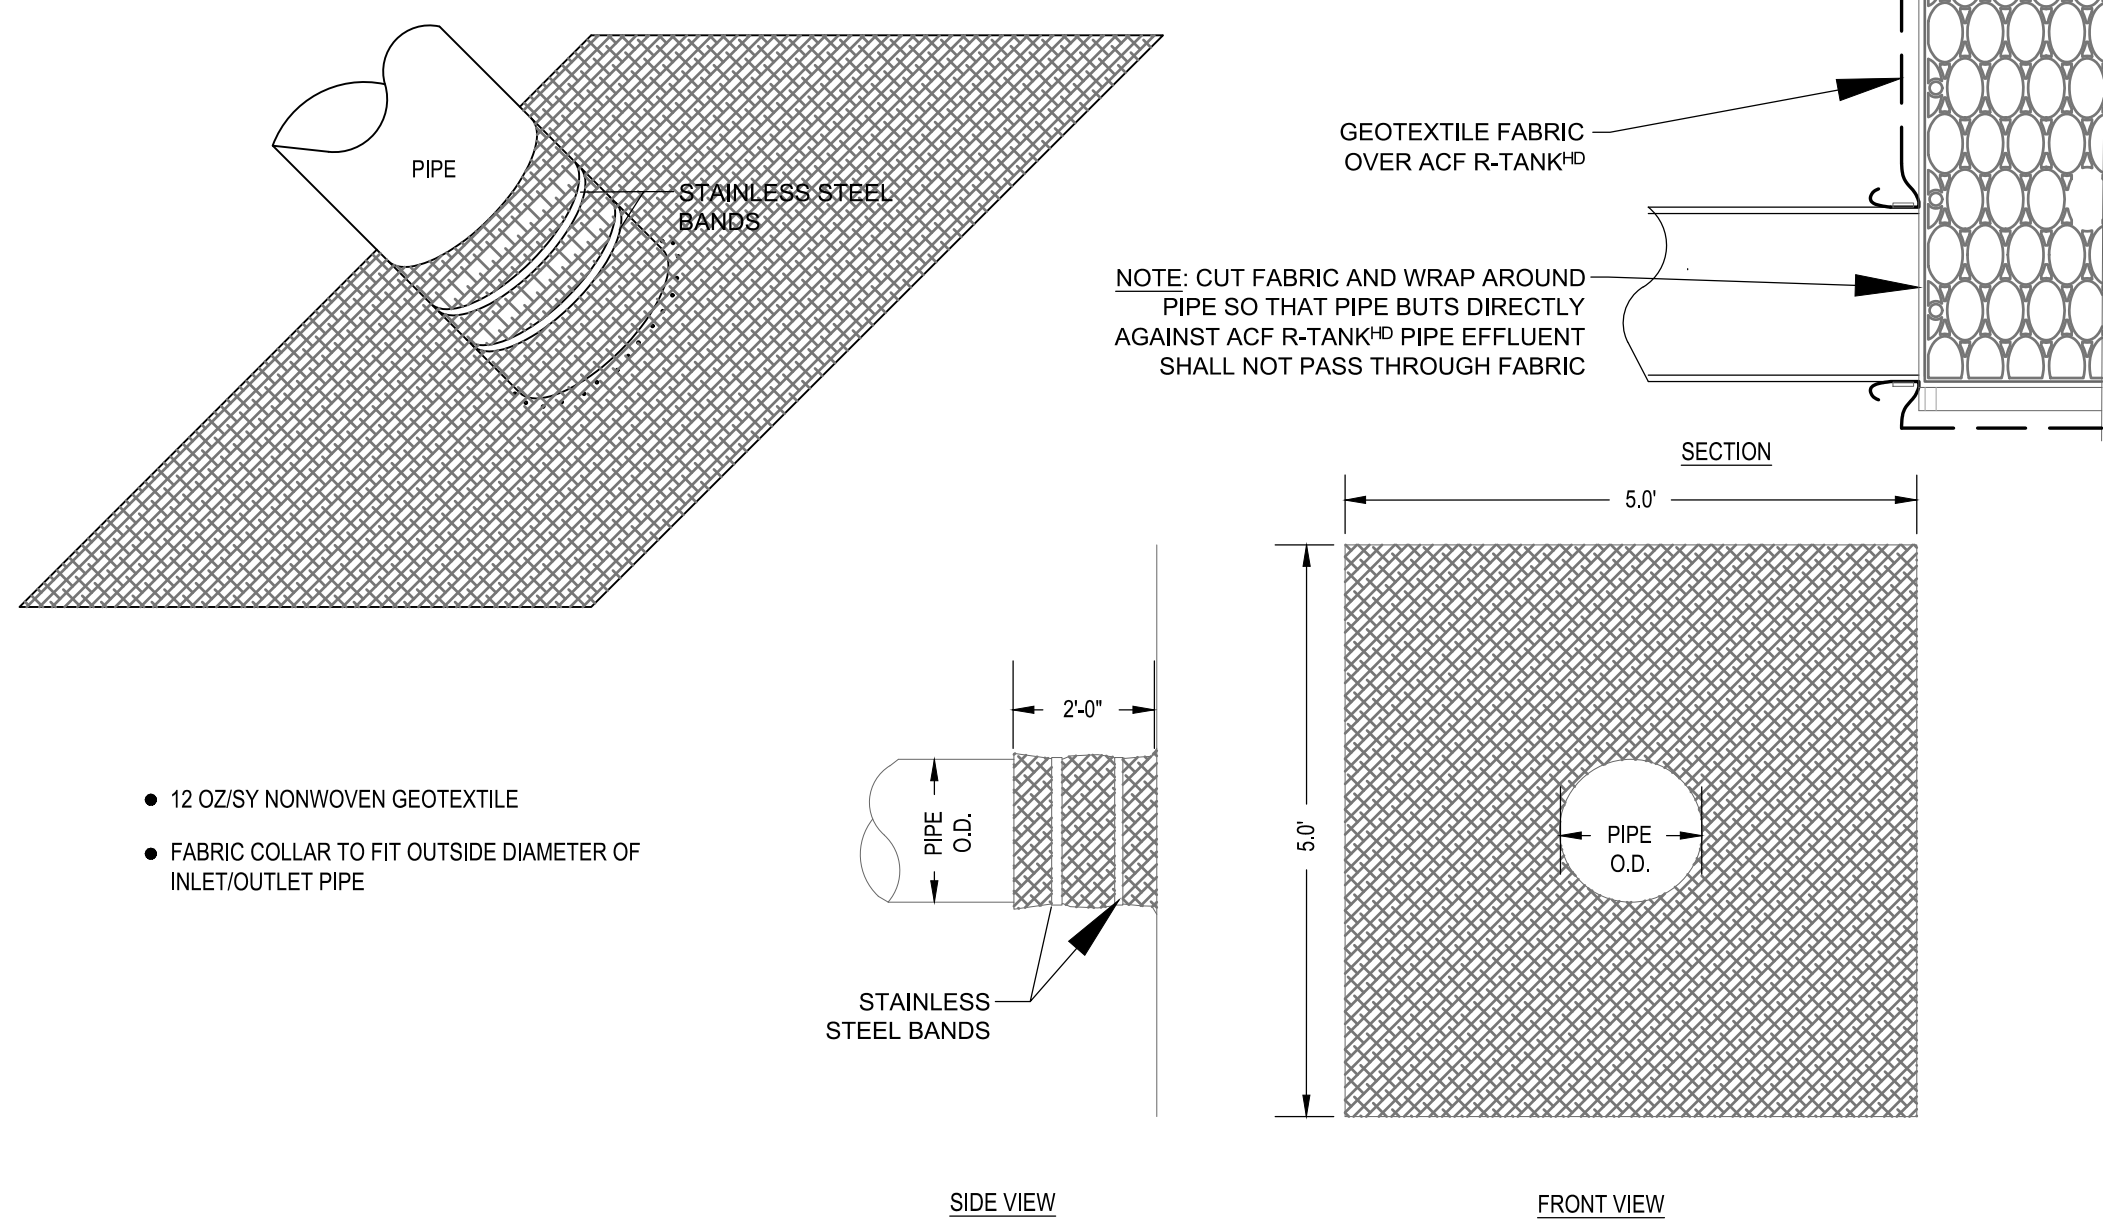 PIPE
STAINLESS STEEL
BANDS
GEOTEXTILE FABRIC
OVER ACF R-TANKHD
NOTE: CUT FABRIC AND WRAP AROUND
PIPE SO THAT PIPE BUTS DIRECTLY
AGAINST ACF R-TANKHD PIPE EFFLUENT
SHALL NOT PASS THROUGH FABRIC
SECTION
5.0'
5.0'
PIPE
O.D.
FRONT VIEW
2'-0"
PIPE
O.D.
STAINLESS
STEEL BANDS
SIDE VIEW
● 12 OZ/SY NONWOVEN GEOTEXTILE
● FABRIC COLLAR TO FIT OUTSIDE DIAMETER OF
INLET/OUTLET PIPE